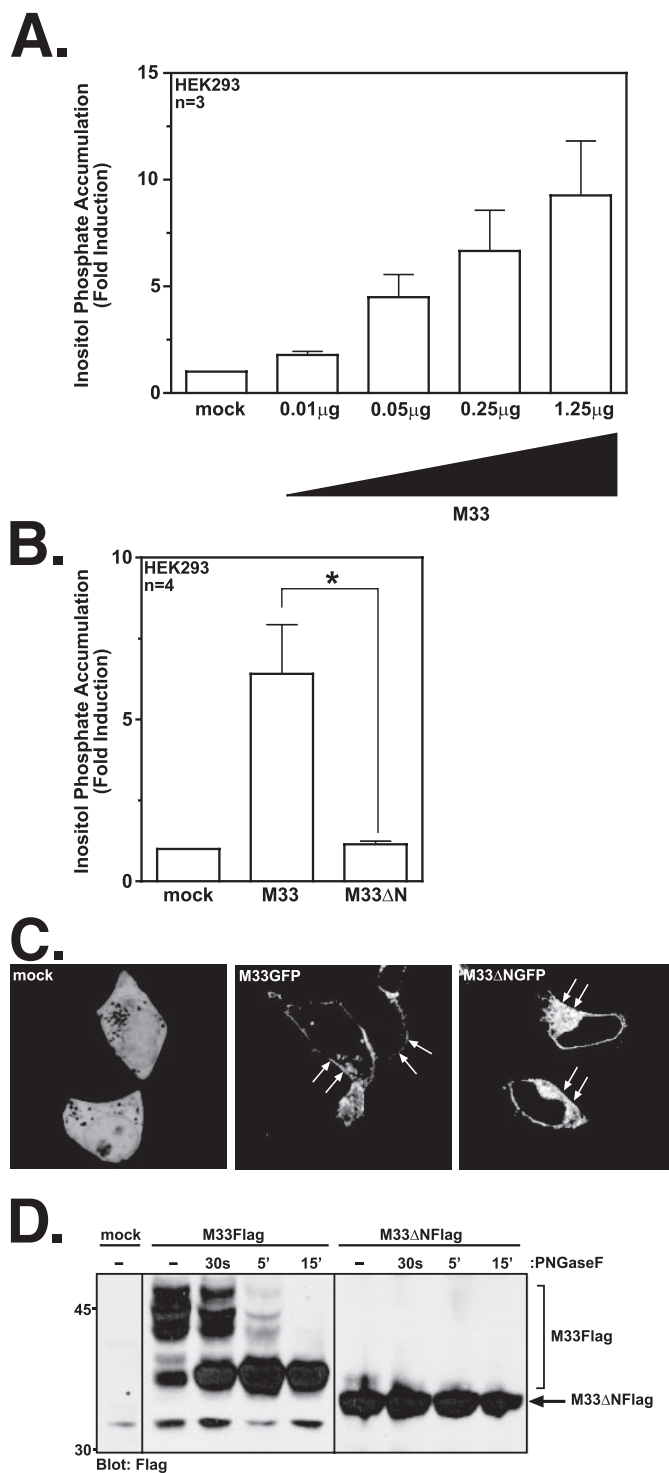 A.
15
HEK293
n=3
10
5
0
Inositol Phosphate Accumulation
(Fold Induction)
mock 0.01µg 0.05µg 0.25µg 1.25µg
M33
B.
10
HEK293
n=4
*
5
0
Inositol Phosphate Accumulation
(Fold Induction)
mock M33 M33ΔN
C.
mock M33GFP M33ΔNGFP
D.
mock M33Flag M33ΔNFlag
– – 30s 5' 15' – 30s 5' 15' :PNGaseF
45
M33Flag
M33ΔNFlag
30
Blot: Flag